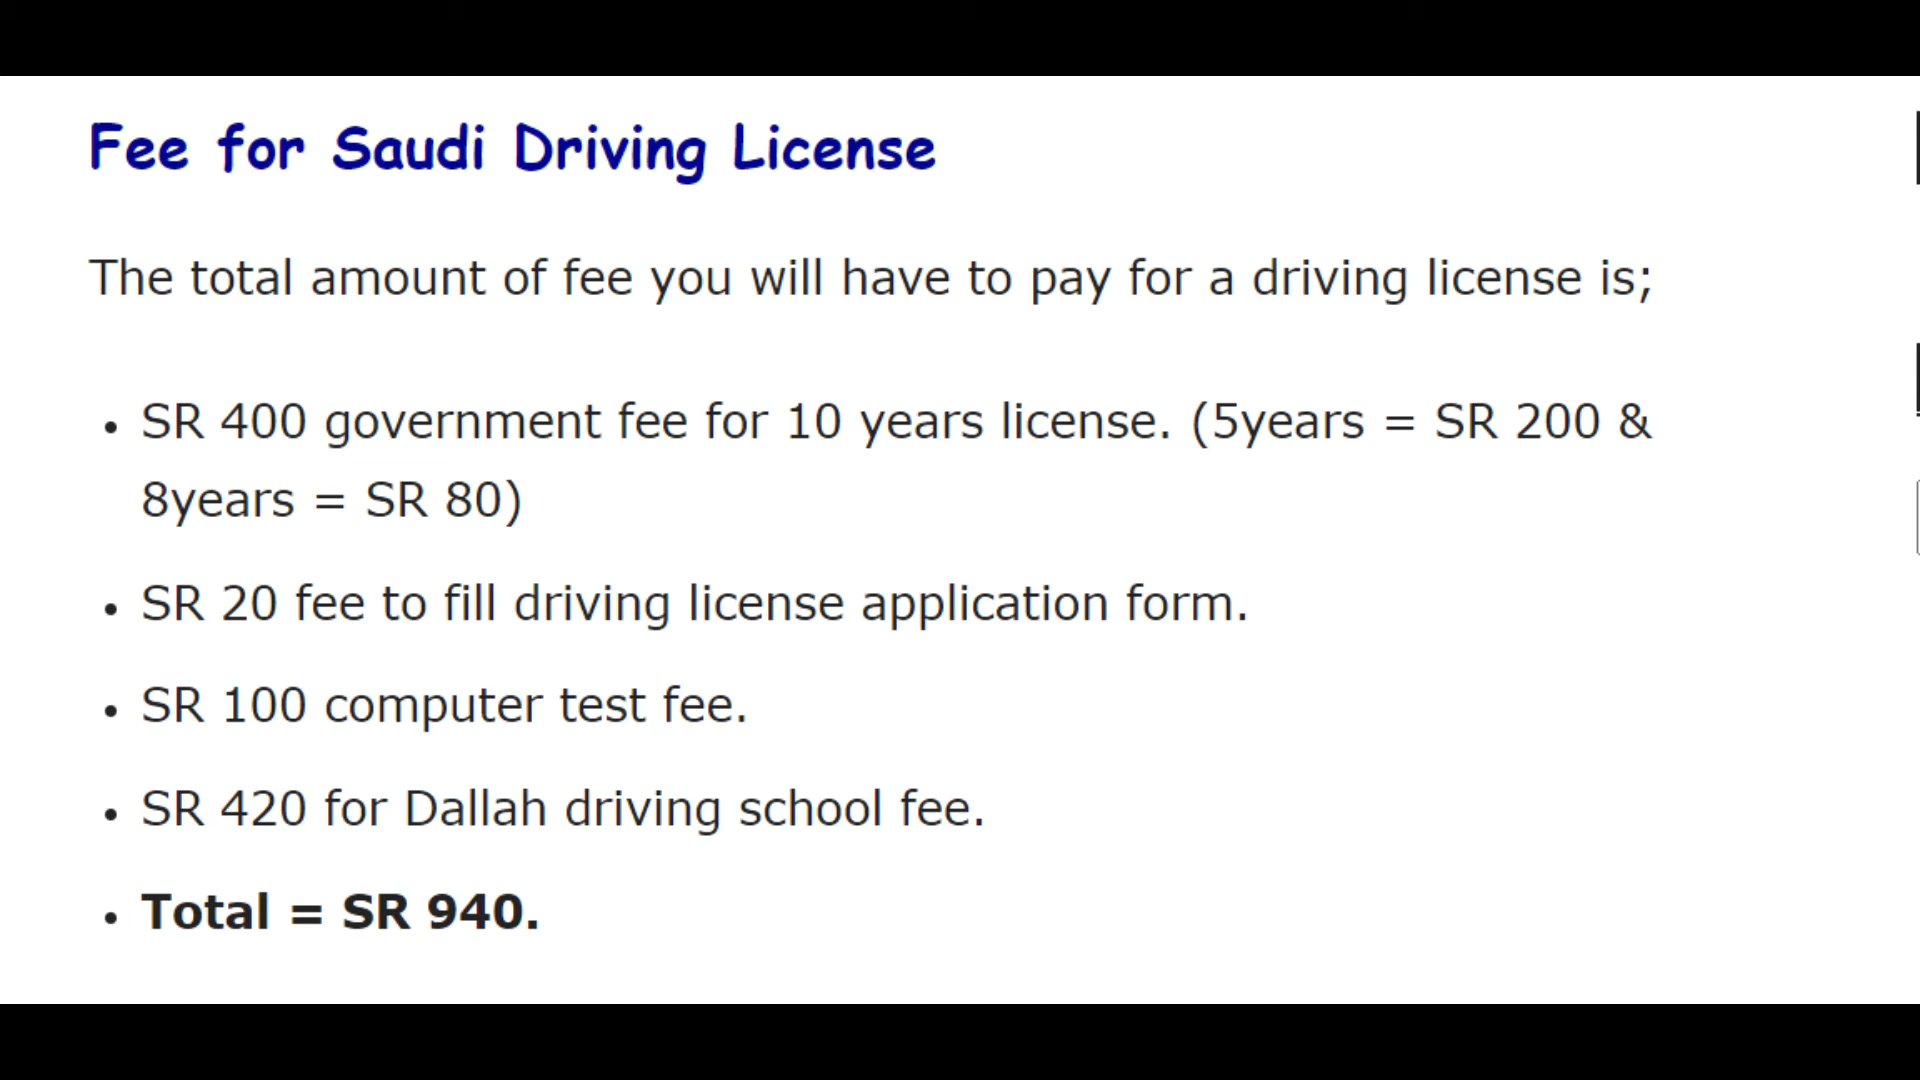 Fee for Saudi Driving License
The total amount of fee you will have to pay for a driving license is;
• SR 400 government fee for 10 years license. (5years = SR 200 &
8years = SR 80)
• SR 20 fee to fill driving license application form.
• SR 100 computer test fee.
• SR 420 for Dallah driving school fee.
• Total = SR 940.